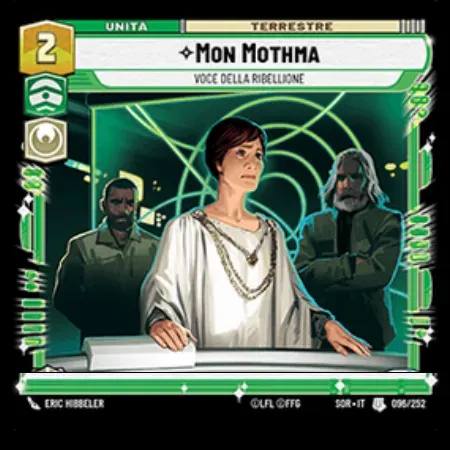 UNITÀ
TERRESTRE
2
Mon Mothma
VOCE DELLA RIBELLIONE
ERIC HIBBELER
©LFL ©FFG
SOR • IT
096/252